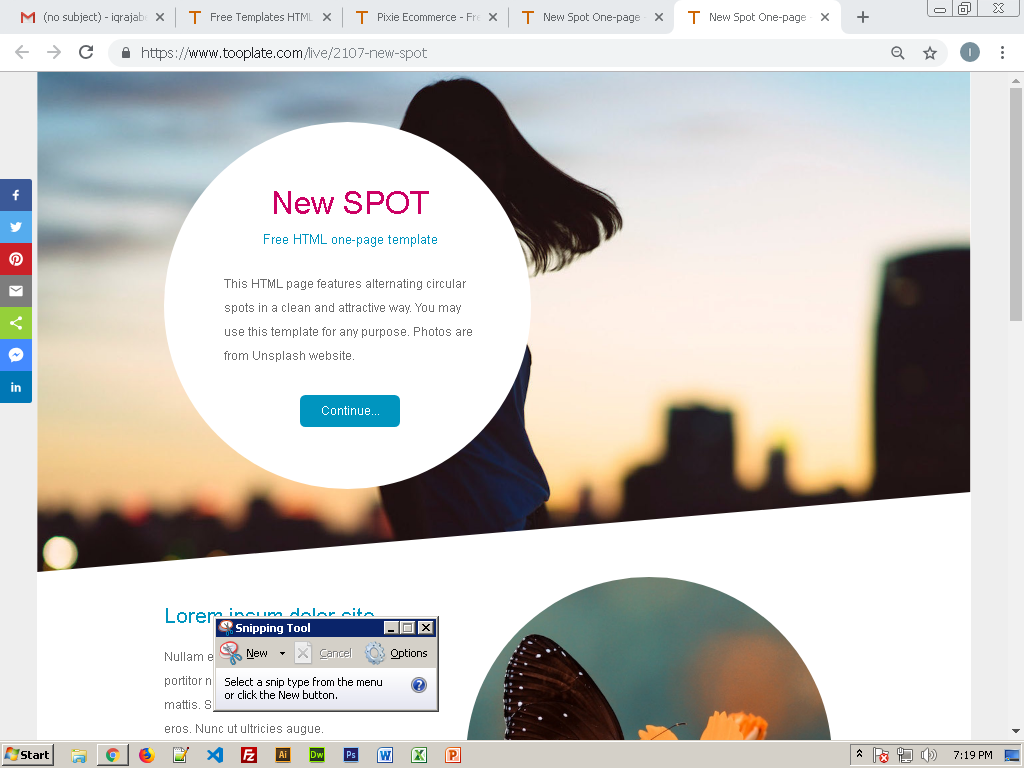 (no subject) - iqrajab
Free Templates HTML
Pixie Ecommerce - Fre
New Spot One-page
New Spot One-page
https://www.tooplate.com/live/2107-new-spot
I
New SPOT
Free HTML one-page template
This HTML page features alternating circular
spots in a clean and attractive way. You may
use this template for any purpose. Photos are
from Unsplash website.
Continue...
in
Lorem ipsum dolor site
Nullam e
portitor n
mattis. S
eros. Nunc ut ultricies augue.
Snipping Tool
New
Cancel
Options
Select a snip type from the menu
or click the New button.
Start
Ai
Dw
Ps
W
X
P
7:19 PM